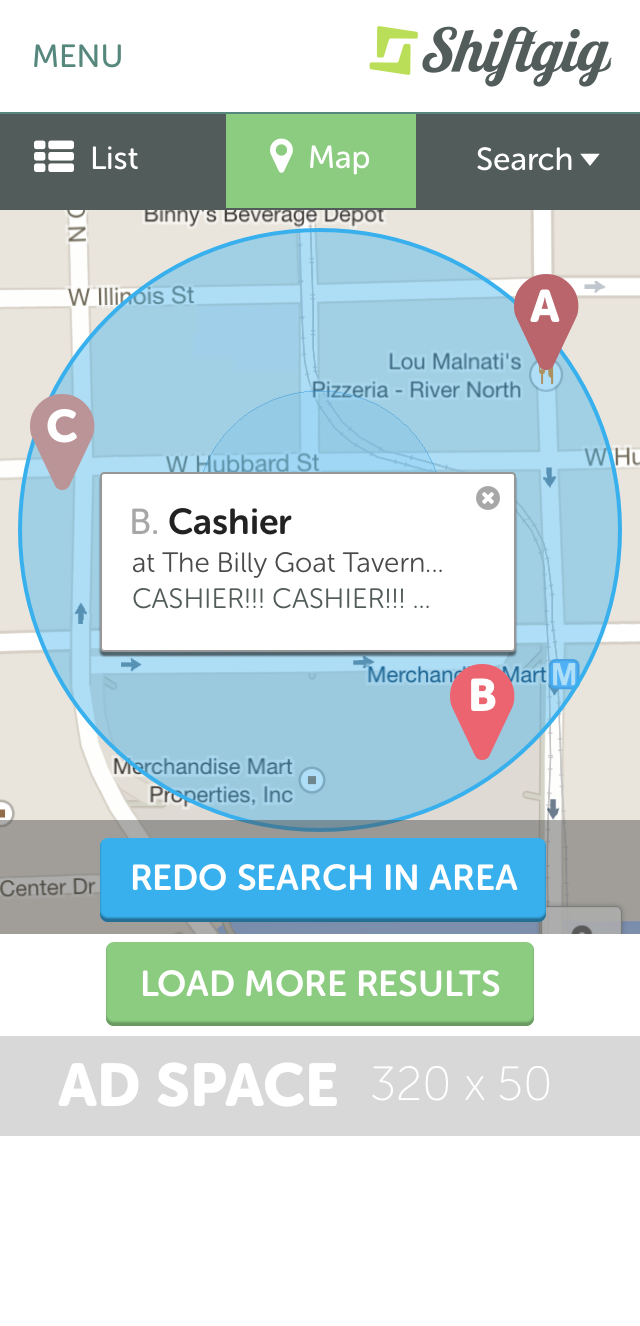 MENU
Shiftgig
List
Map
Search
Binny's Beverage Depot
N
W Illinois St
A
Lou Malnati's
Pizzeria - River North
C
W Hubbard St
W Hu
B. Cashier
at The Billy Goat Tavern...
CASHIER!!! CASHIER!!! ...
Merchand Mart M
B
Merchandise Mart
Properties, Inc
Center Dr
REDO SEARCH IN AREA
LOAD MORE RESULTS
AD SPACE 320 x 50